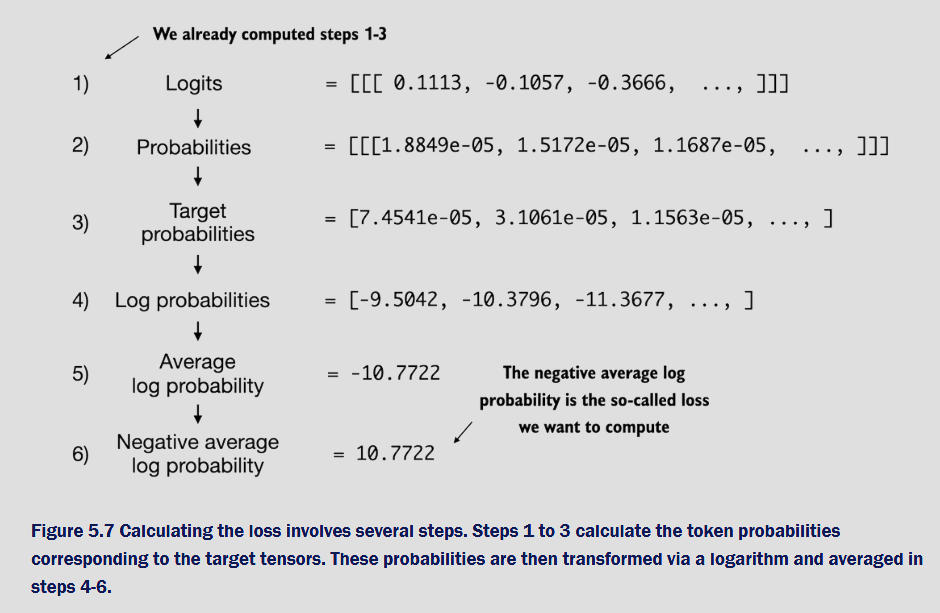 We already computed steps 1-3
1) Logits = [[[ 0.1113, -0.1057, -0.3666, ..., ]]]
2) Probabilities = [[[1.8849e-05, 1.5172e-05, 1.1687e-05, ..., ]]]
3) Target
probabilities = [7.4541e-05, 3.1061e-05, 1.1563e-05, ..., ]
4) Log probabilities = [-9.5042, -10.3796, -11.3677, ..., ]
5) Average
log probability = -10.7722
The negative average log
probability is the so-called loss
we want to compute
6) Negative average
log probability = 10.7722
Figure 5.7 Calculating the loss involves several steps. Steps 1 to 3 calculate the token probabilities
corresponding to the target tensors. These probabilities are then transformed via a logarithm and averaged in
steps 4-6.